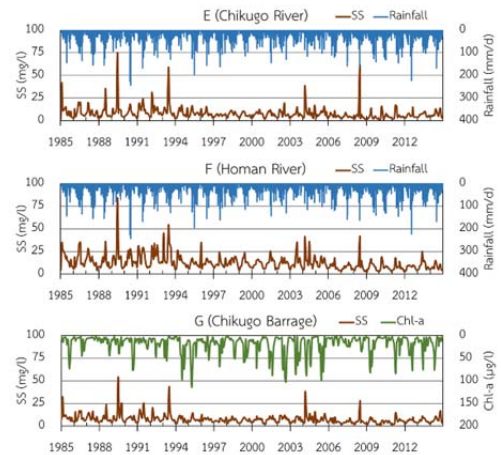 E (Chikugo River) SS Rainfall
SS (mg/l)
100
75
50
25
0
Rainfall (mm/d)
0
100
200
300
400
1985 1988 1991 1994 1997 2000 2003 2006 2009 2012
F (Homan River) SS Rainfall
SS (mg/l)
100
75
50
25
0
Rainfall (mm/d)
0
100
200
300
400
1985 1988 1991 1994 1997 2000 2003 2006 2009 2012
G (Chikugo Barrage) SS Chl-a
SS (mg/l)
100
75
50
25
0
Chl-a (µg/l)
0
50
100
150
200
1985 1988 1991 1994 1997 2000 2003 2006 2009 2012